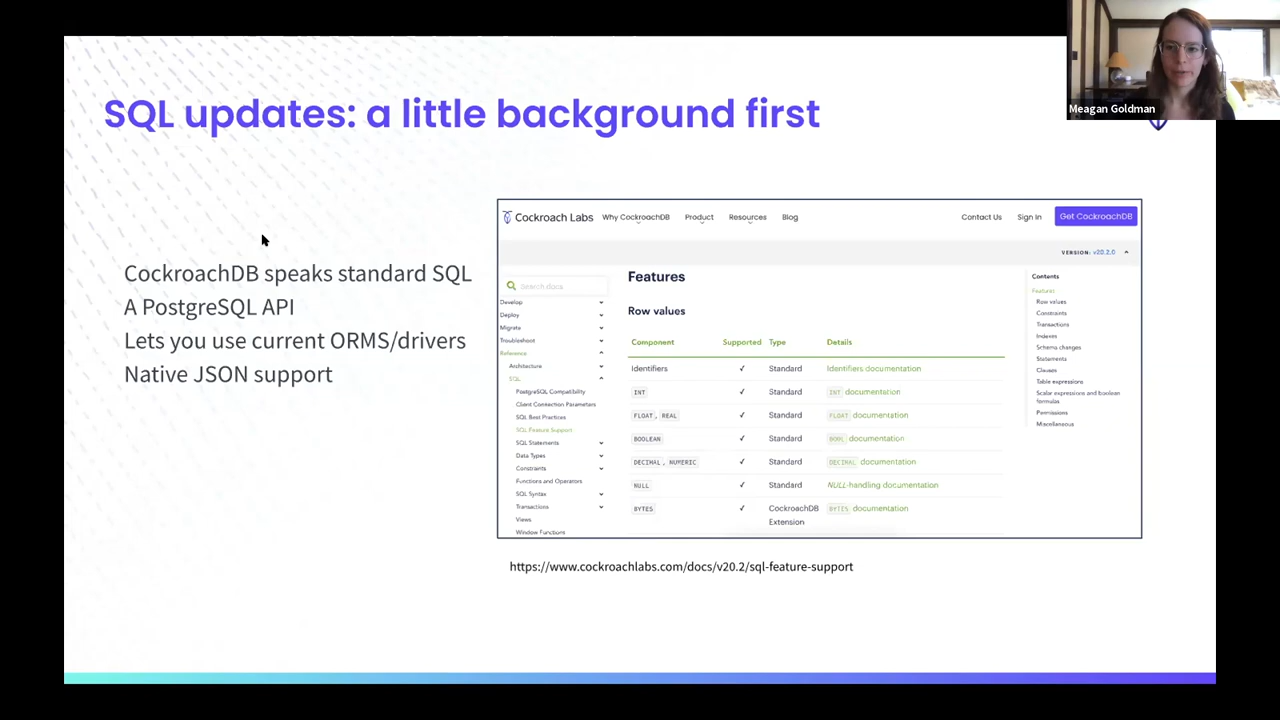 Meagan Goldman
SQL updates: a little background first
CockroachDB speaks standard SQL
A PostgreSQL API
Lets you use current ORMS/drivers
Native JSON support
Cockroach Labs Why CockroachDB Product Resources Blog Contact Us Sign In Get CockroachDB
VERSION: v20.2.0
Search docs
Develop
Deploy
Migrate
Troubleshoot
Reference
Architecture
SQL
PostgreSQL Compatibility
Client Connection Parameters
SQL Best Practices
SQL Feature Support
SQL Statements
Data Types
Constraints
Functions and Operators
SQL Syntax
Transactions
Views
Window Functions
Features
Row values
Component Supported Type Details
Identifiers ✓ Standard Identifiers documentation
INT ✓ Standard INT documentation
FLOAT, REAL ✓ Standard FLOAT documentation
BOOLEAN ✓ Standard BOOL documentation
DECIMAL, NUMERIC ✓ Standard DECIMAL documentation
NULL ✓ Standard NULL-handling documentation
BYTES ✓ CockroachDB BYTES documentation
Extension
Contents
Features
Row values
Constraints
Transactions
Indexes
Schema changes
Statements
Clauses
Table expressions
Scalar expressions and boolean
formulas
Permissions
Miscellaneous
https://www.cockroachlabs.com/docs/v20.2/sql-feature-support